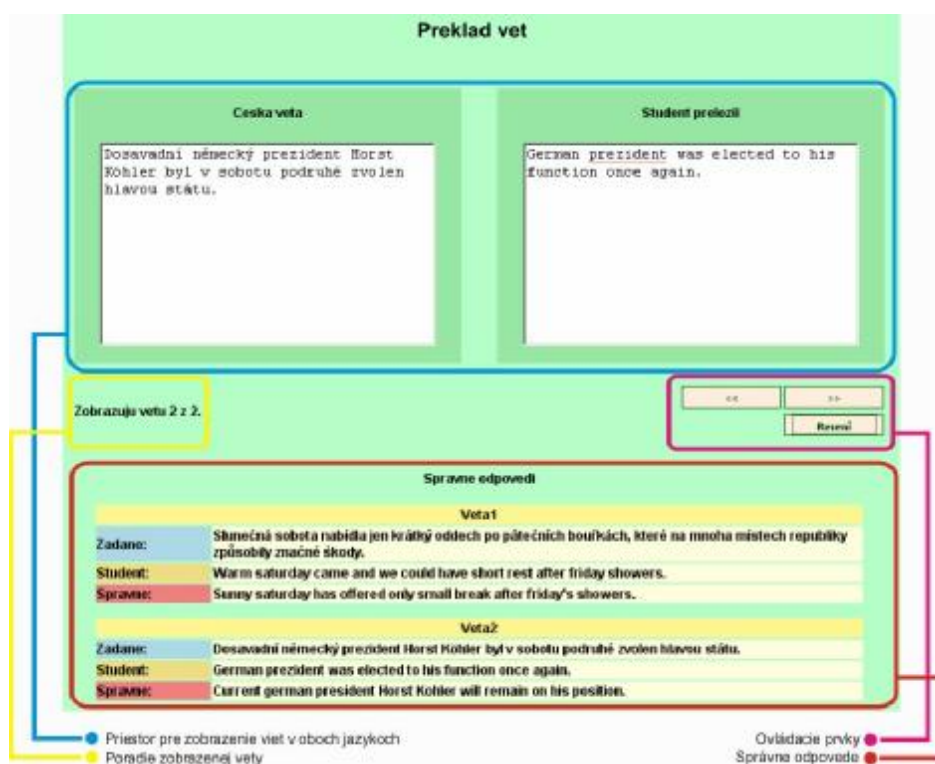 Preklad vet
Ceska veta
Student prelozil
Dosavadní německý prezident Horst
Köhler byl v sobotu podruhé zvolen
hlavou státu.
German prezident was elected to his
function once again.
Zobrazuju vetu 2 z 2.
<<
>>
Reseni
Spravne odpovedi
Veta1
Zadane:
Slunečná sobota nabídla jen krátký oddech po pátečních bouřkách, které na mnoha místech republiky
způsobily značné škody.
Student:
Warm saturday came and we could have short rest after friday showers.
Spravne:
Sunny saturday has offered only small break after friday's showers.
Veta2
Zadane:
Dosavadní německý prezident Horst Köhler byl v sobotu podruhé zvolen hlavou státu.
Student:
German prezident was elected to his function once again.
Spravne:
Current german president Horst Kohler will remain on his position.
Priestor pre zobrazenie viet v oboch jazykoch
Poradie zobrazenej vety
Ovládacie prvky
Správne odpovede